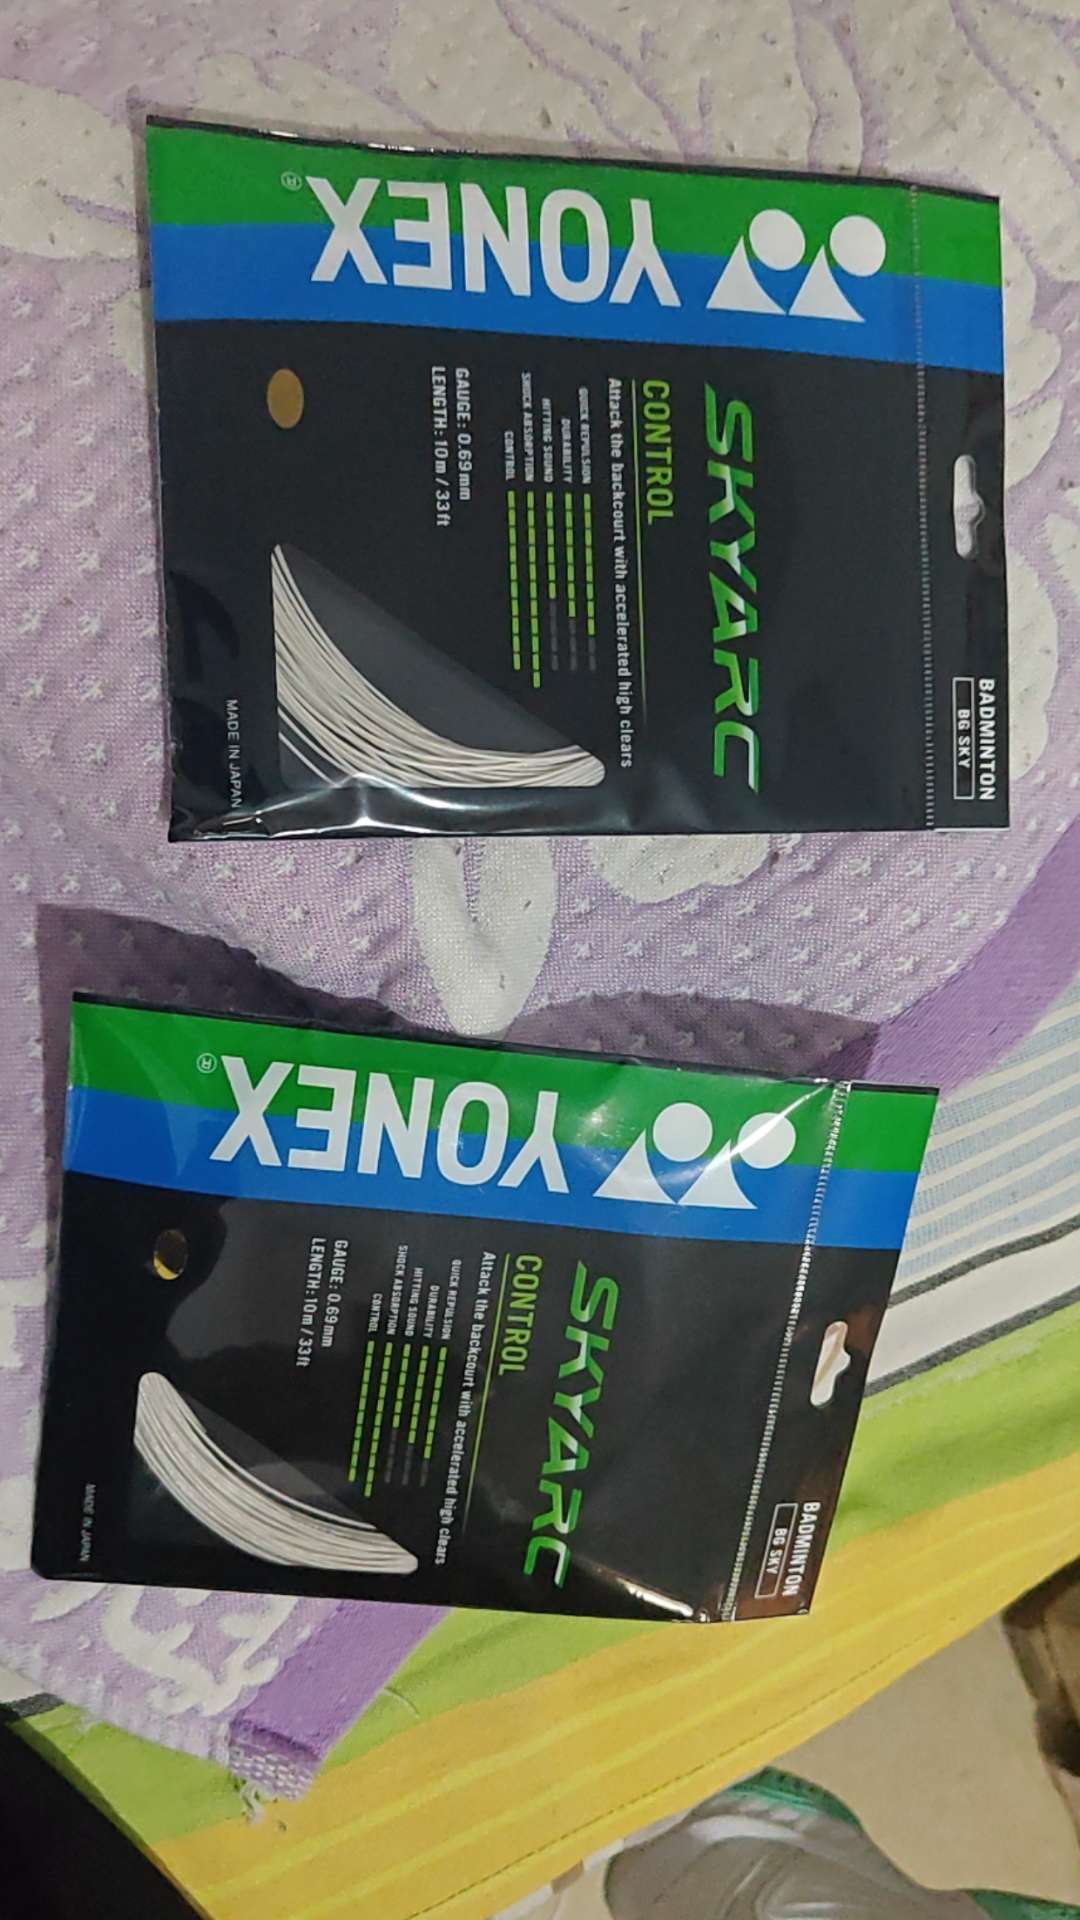 YONEX®
BADMINTON
BG SKY
SKYARC
CONTROL
Attack the backcourt with accelerated high clears
QUICK REPULSION
DURABILITY
HITTING SOUND
SHOCK ABSORPTION
CONTROL
GAUGE: 0.69mm
LENGTH: 10m / 33ft
MADE IN JAPAN
YONEX®
BADMINTON
BG SKY
SKYARC
CONTROL
Attack the backcourt with accelerated high clears
QUICK REPULSION
DURABILITY
HITTING SOUND
SHOCK ABSORPTION
CONTROL
GAUGE: 0.69mm
LENGTH: 10m / 33ft
MADE IN JAPAN